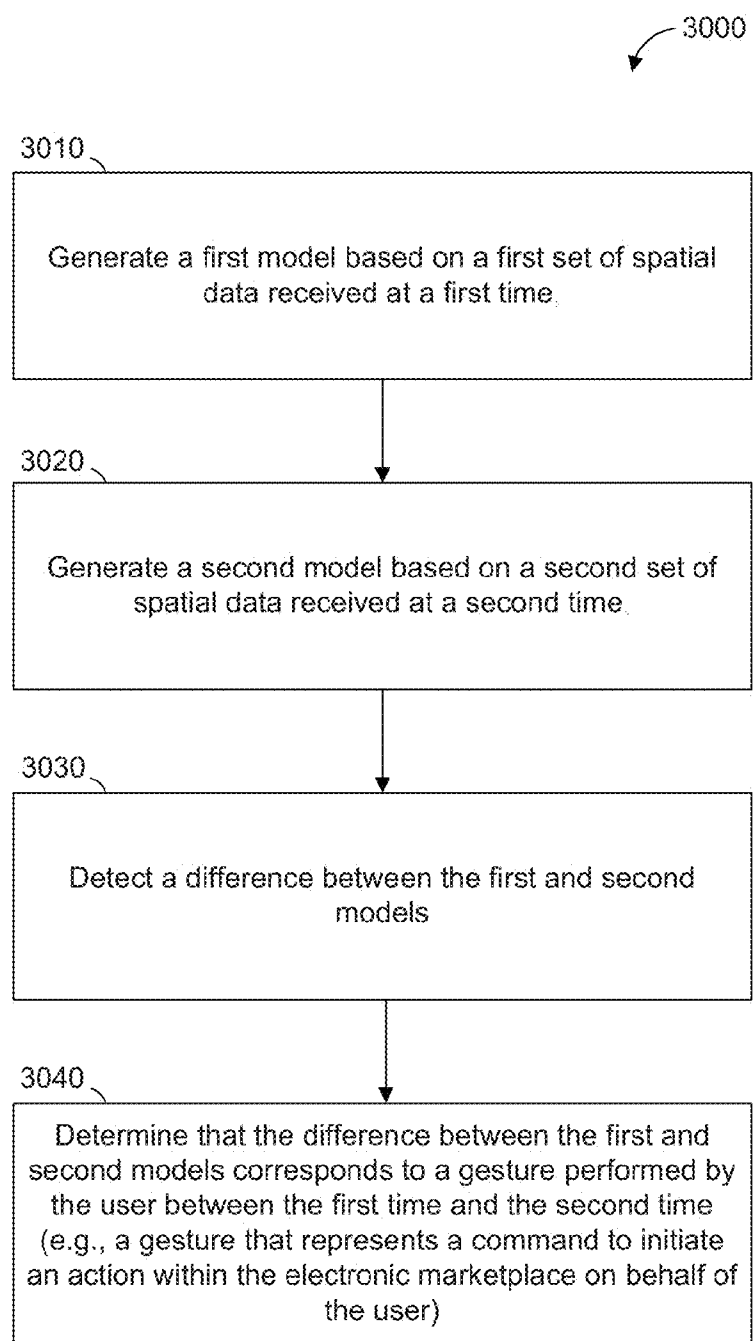 3000
3010
Generate a first model based on a first set of spatial
data received at a first time
3020
Generate a second model based on a second set of
spatial data received at a second time
3030
Detect a difference between the first and second
models
3040
Determine that the difference between the first and
second models corresponds to a gesture performed by
the user between the first time and the second time
(e.g., a gesture that represents a command to initiate
an action within the electronic marketplace on behalf of
the user)